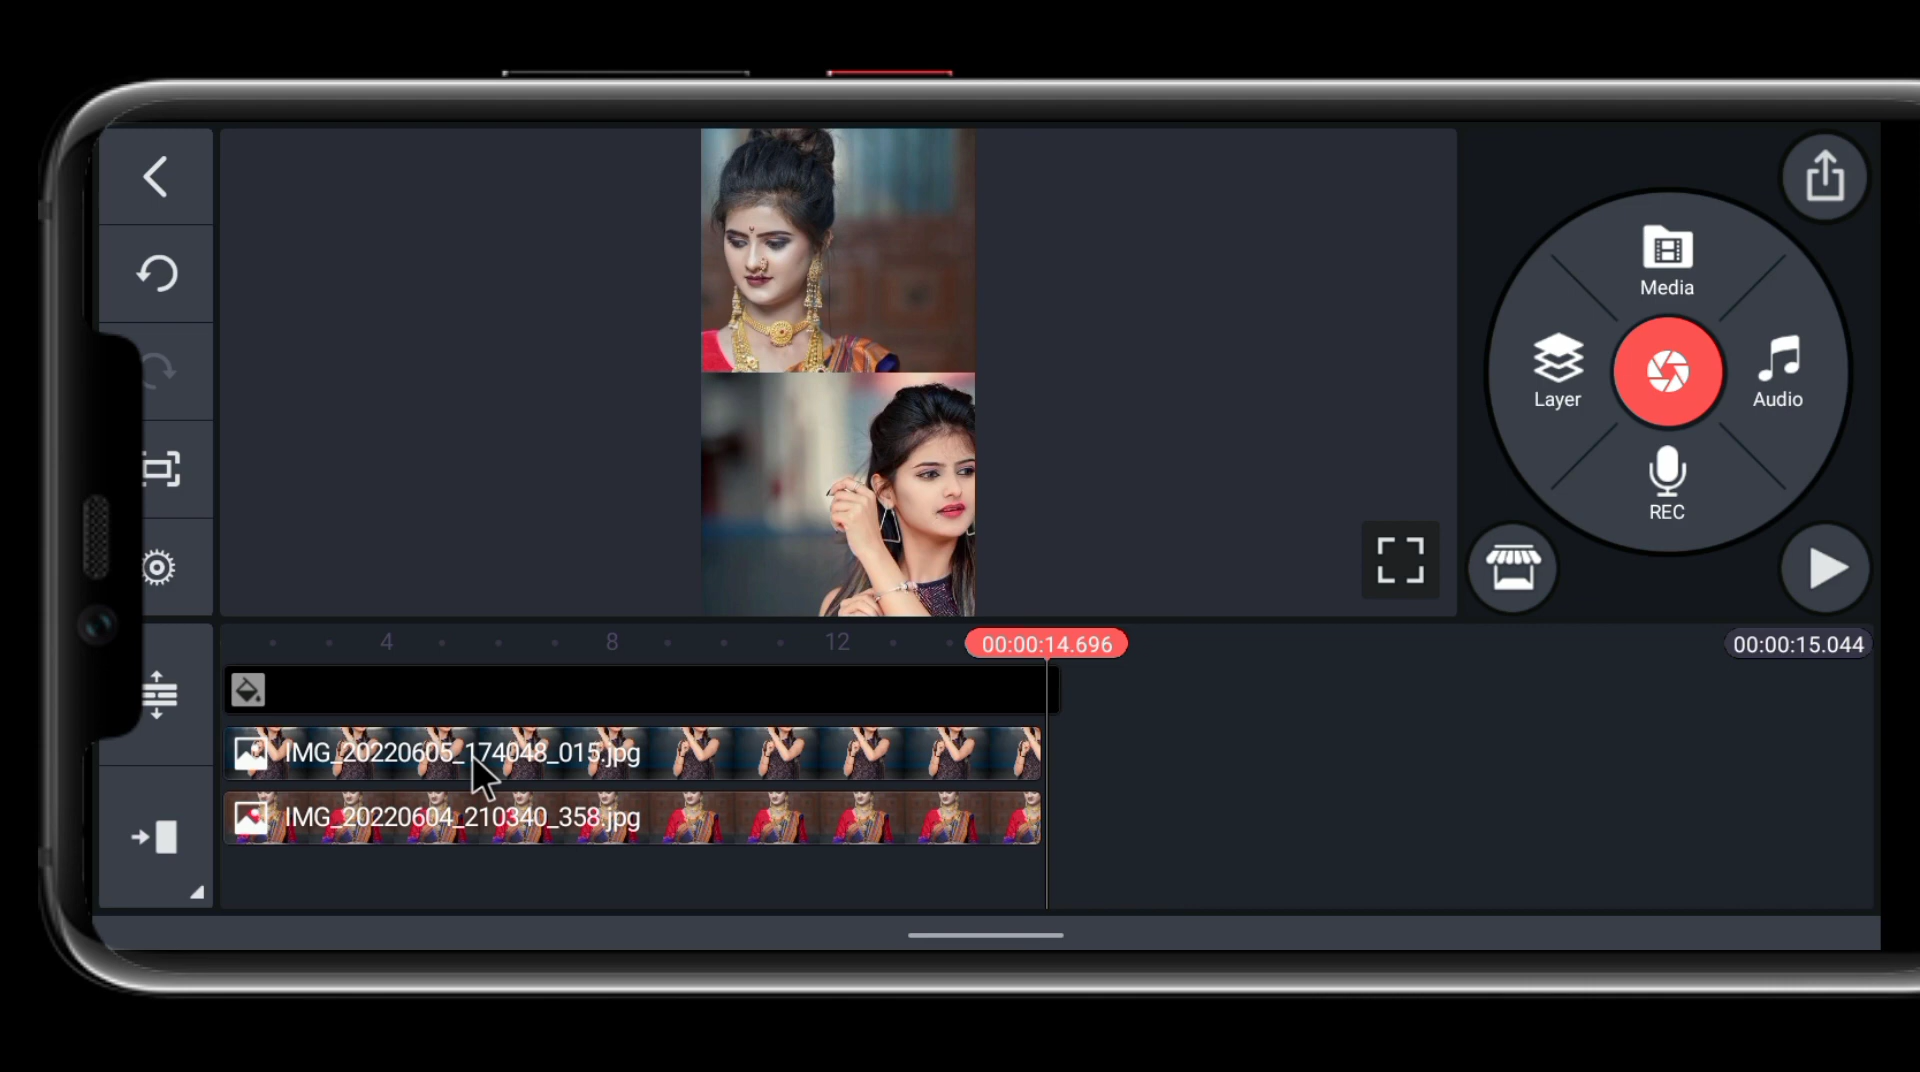 Media
Layer
Audio
REC
4
8
12
00:00:14.696
00:00:15.044
IMG_20220605_174048_015.jpg
IMG_20220604_210340_358.jpg